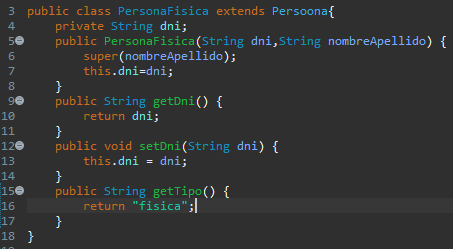 3 public class PersonaFisica extends Persoona{
4 private String dni;
5 public PersonaFisica(String dni,String nombreApellido) {
6 super(nombreApellido);
7 this.dni=dni;
8 }
9 public String getDni() {
10 return dni;
11 }
12 public void setDni(String dni) {
13 this.dni = dni;
14 }
15 public String getTipo() {
16 return "fisica";
17 }
18 }